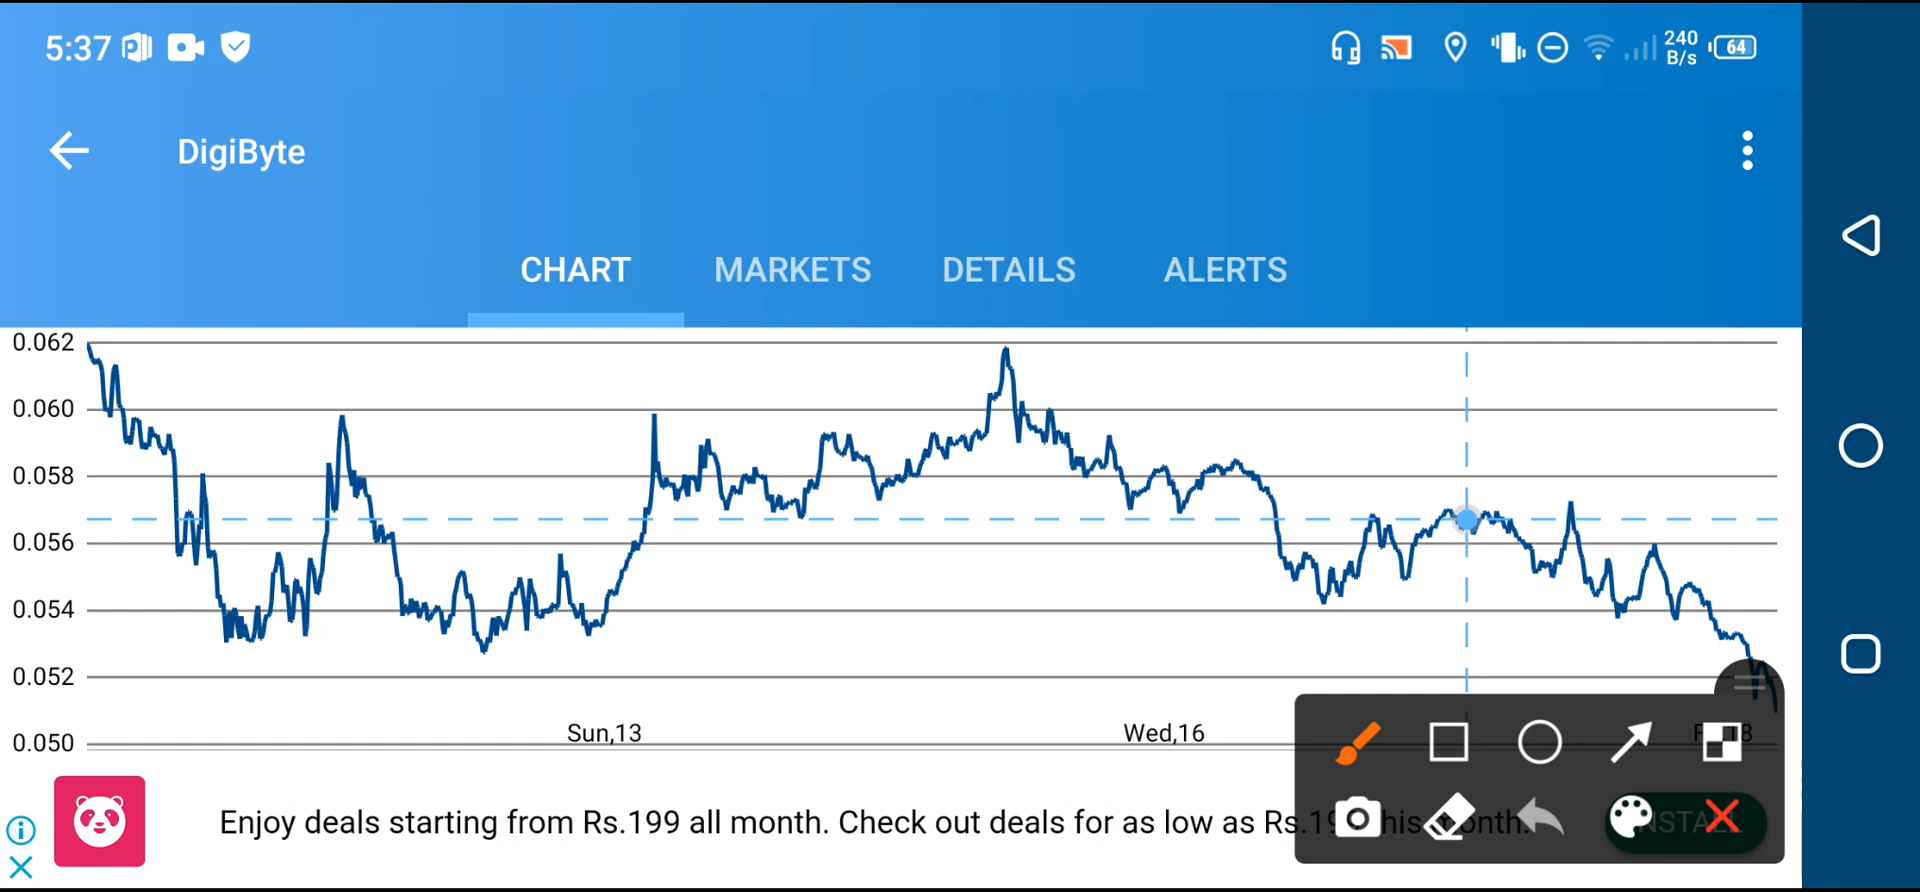 5:37
240
B/s
64
DigiByte
CHART MARKETS DETAILS ALERTS
0.062
0.060
0.058
0.056
0.054
0.052
0.050
Sun,13 Wed,16 18
Enjoy deals starting from Rs.199 all month. Check out deals for as low as